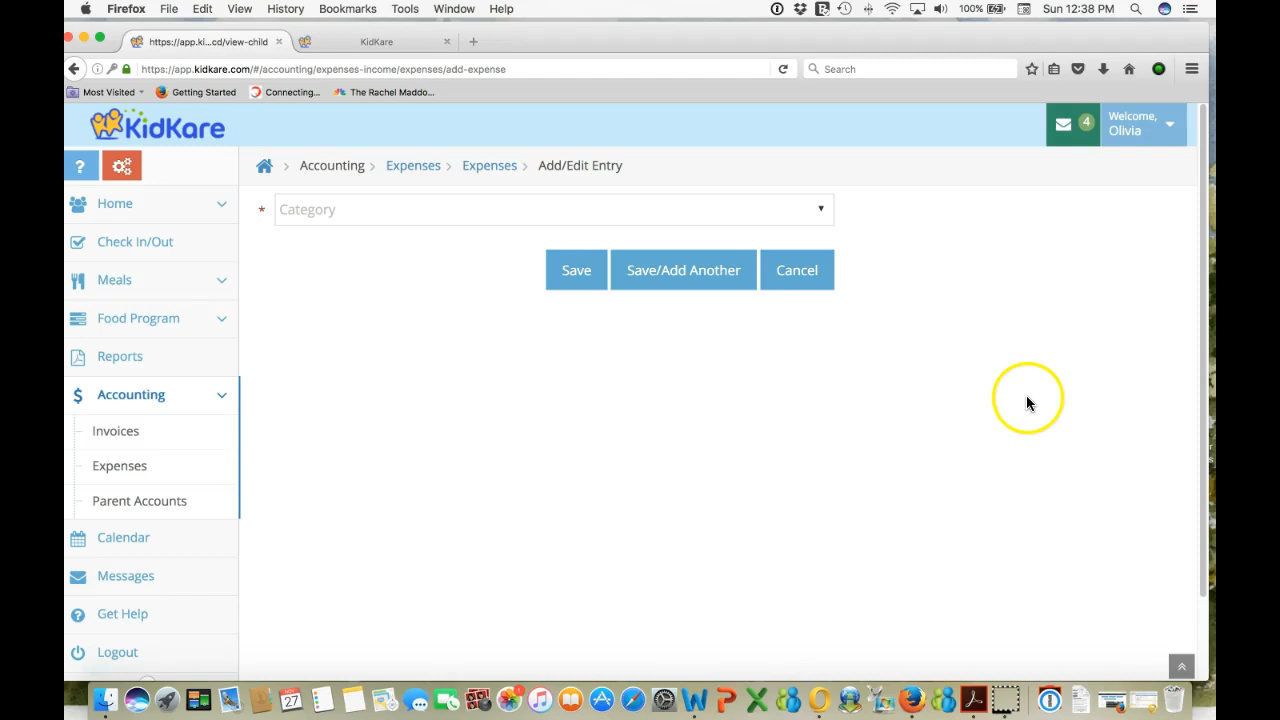 Firefox File Edit View History Bookmarks Tools Window Help 100% Sun 12:38 PM
https://app.ki...cd/view-child × KidKare × +
https://app.kidkare.com/#/accounting/expenses-income/expenses/add-expense Search
Most Visited Getting Started Connecting... The Rachel Maddo...
KidKare 4 Welcome, Olivia
? Accounting > Expenses > Expenses > Add/Edit Entry
Home
* Category
Check In/Out
Save Save/Add Another Cancel
Meals
Food Program
Reports
$ Accounting
Invoices
Expenses
Parent Accounts
Calendar
Messages
Get Help
Logout
NOV 27